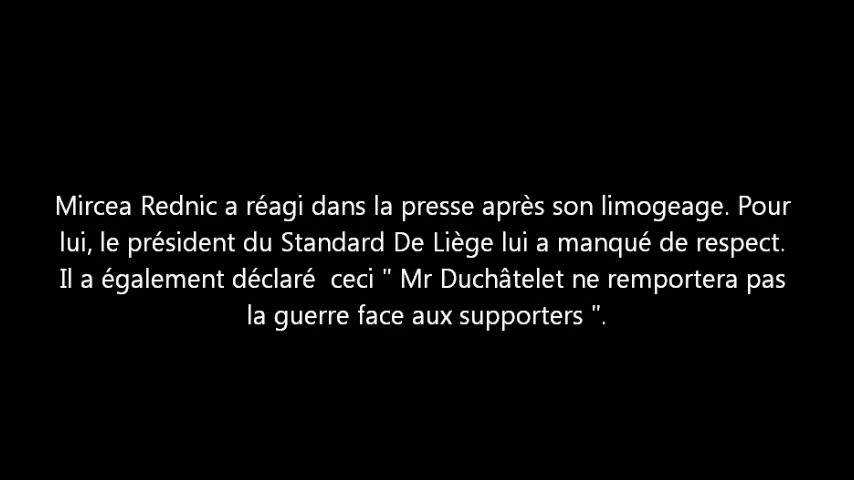 Mircea Rednic a réagi dans la presse après son limogeage. Pour
lui, le président du Standard De Liège lui a manqué de respect.
Il a également déclaré  ceci " Mr Duchâtelet ne remportera pas
la guerre face aux supporters ".